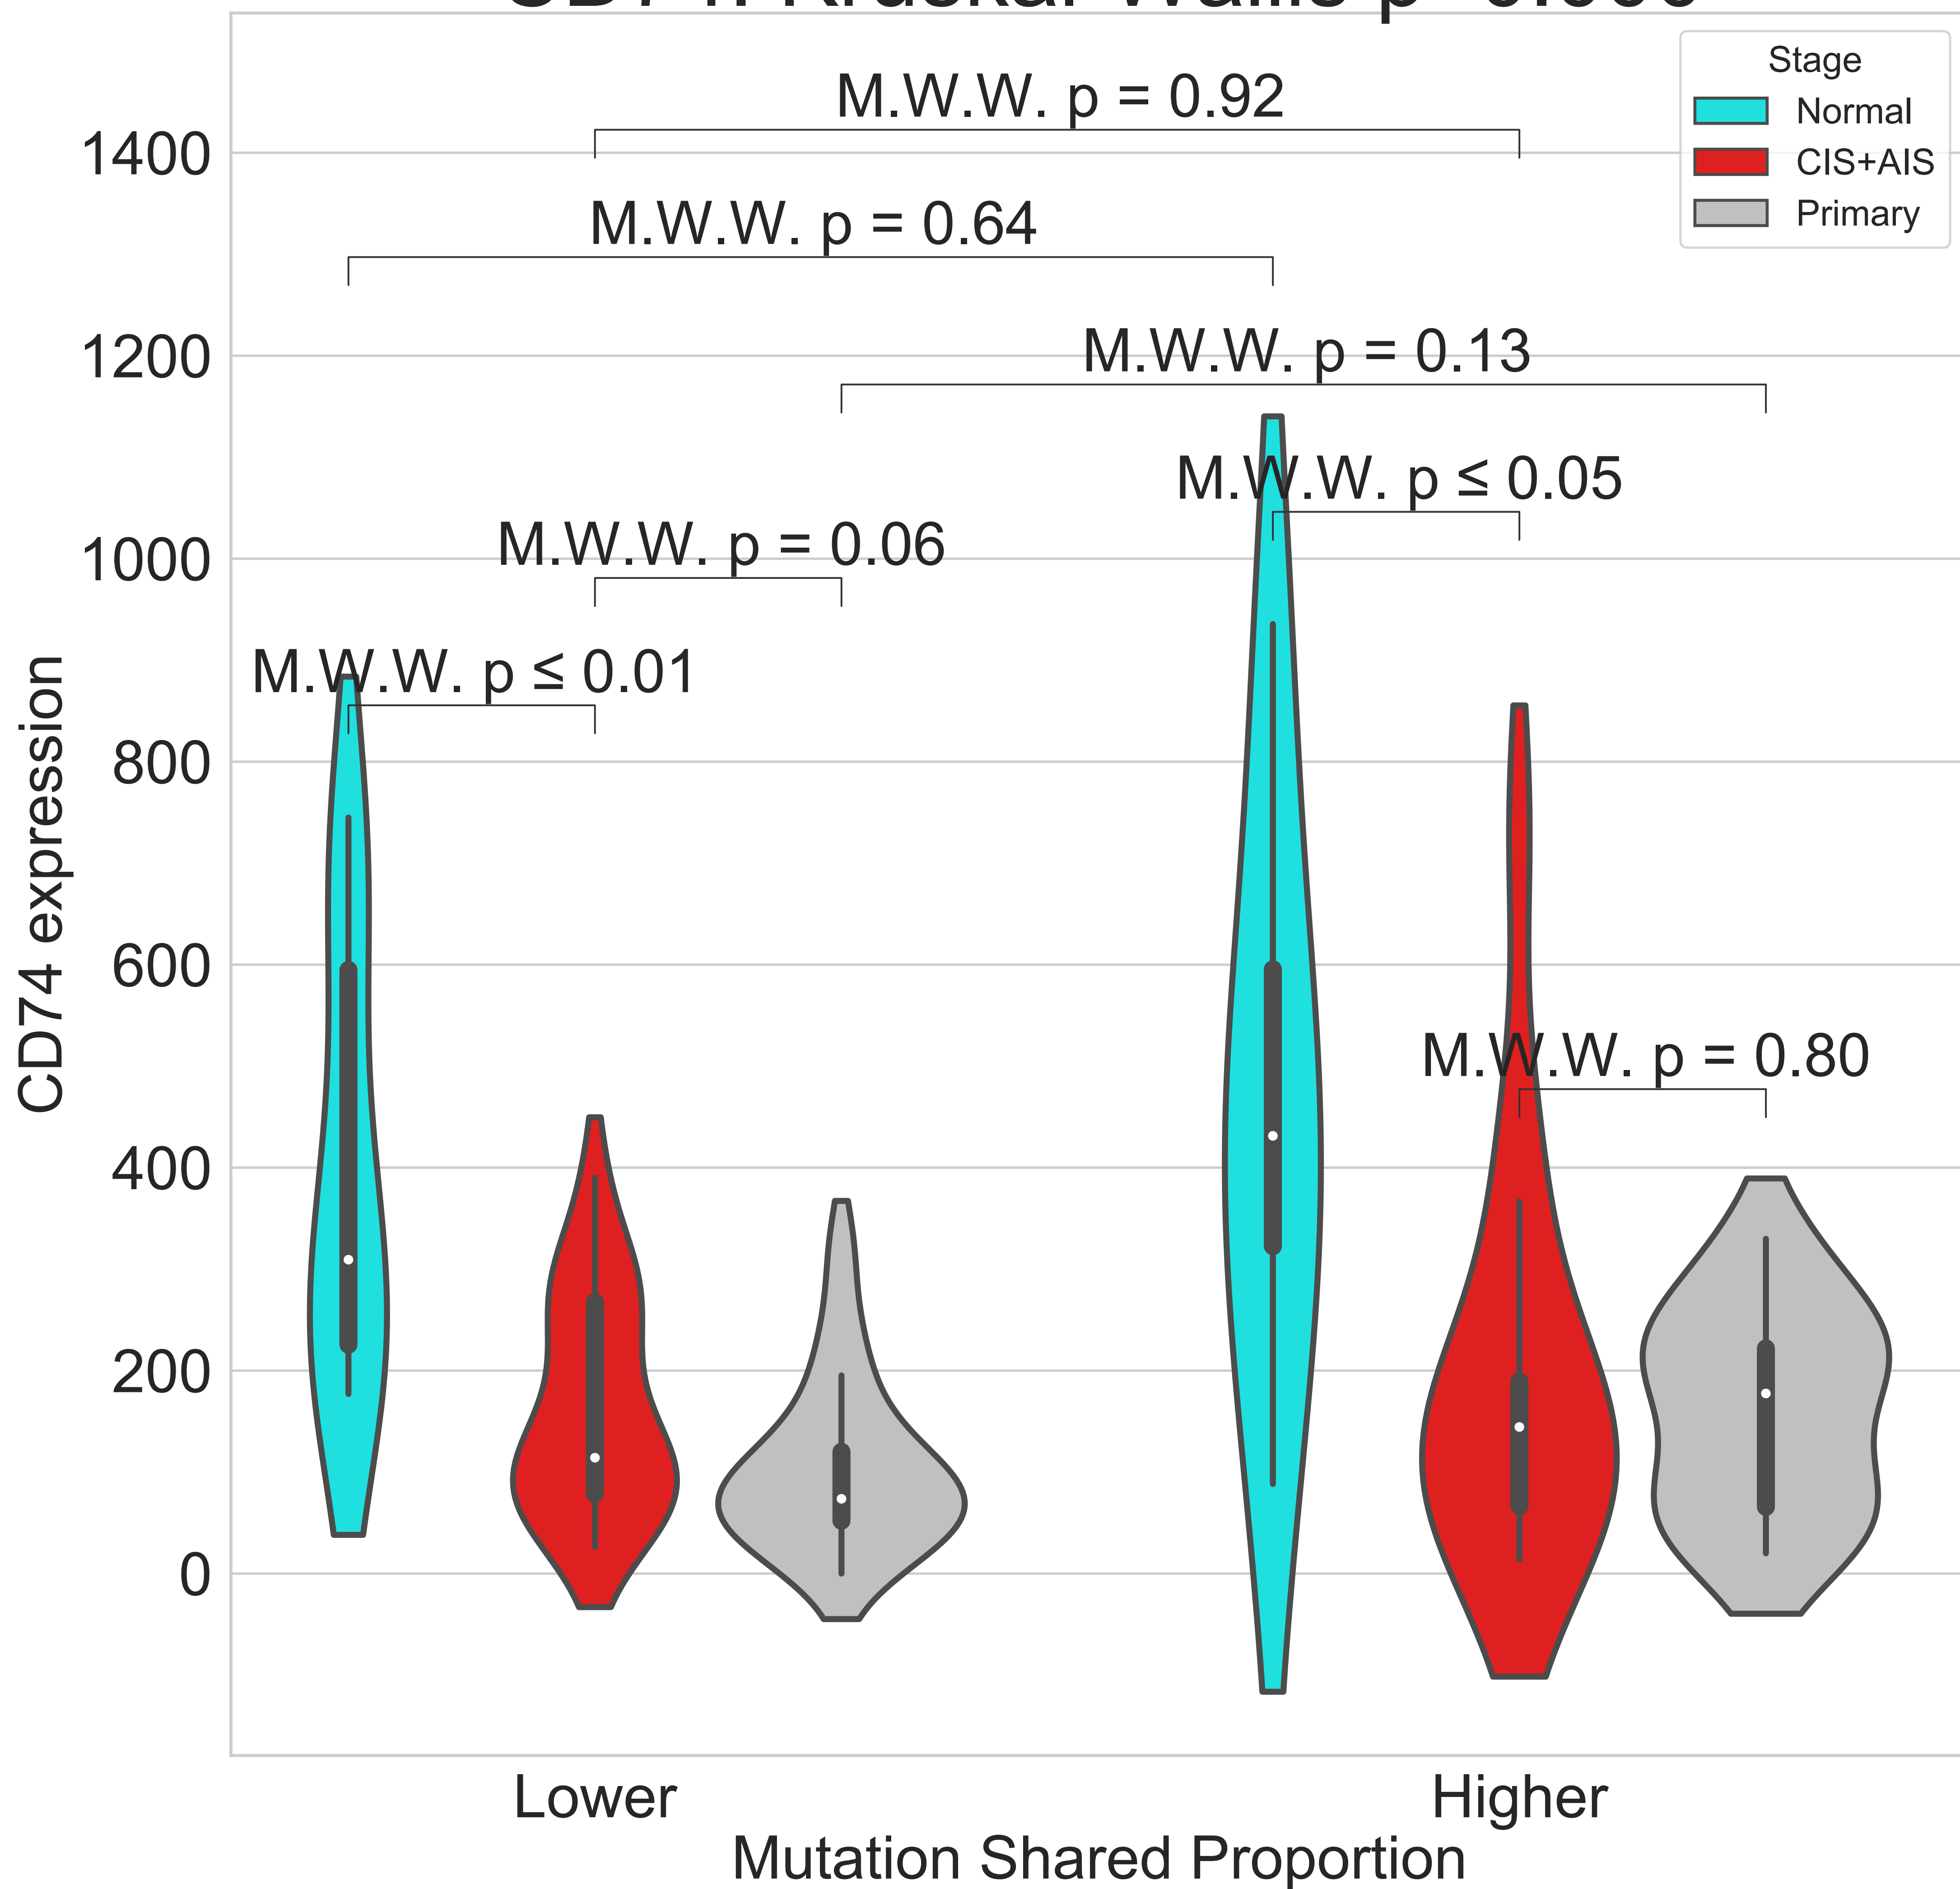 Stage
Normal
CIS+AIS
Primary
M.W.W. p = 0.92
M.W.W. p = 0.64
M.W.W. p = 0.13
M.W.W. p ≤ 0.05
M.W.W. p = 0.06
M.W.W. p ≤ 0.01
M.W.W. p = 0.80
1400
1200
1000
800
600
400
200
0
CD74 expression
Lower
Higher
Mutation Shared Proportion